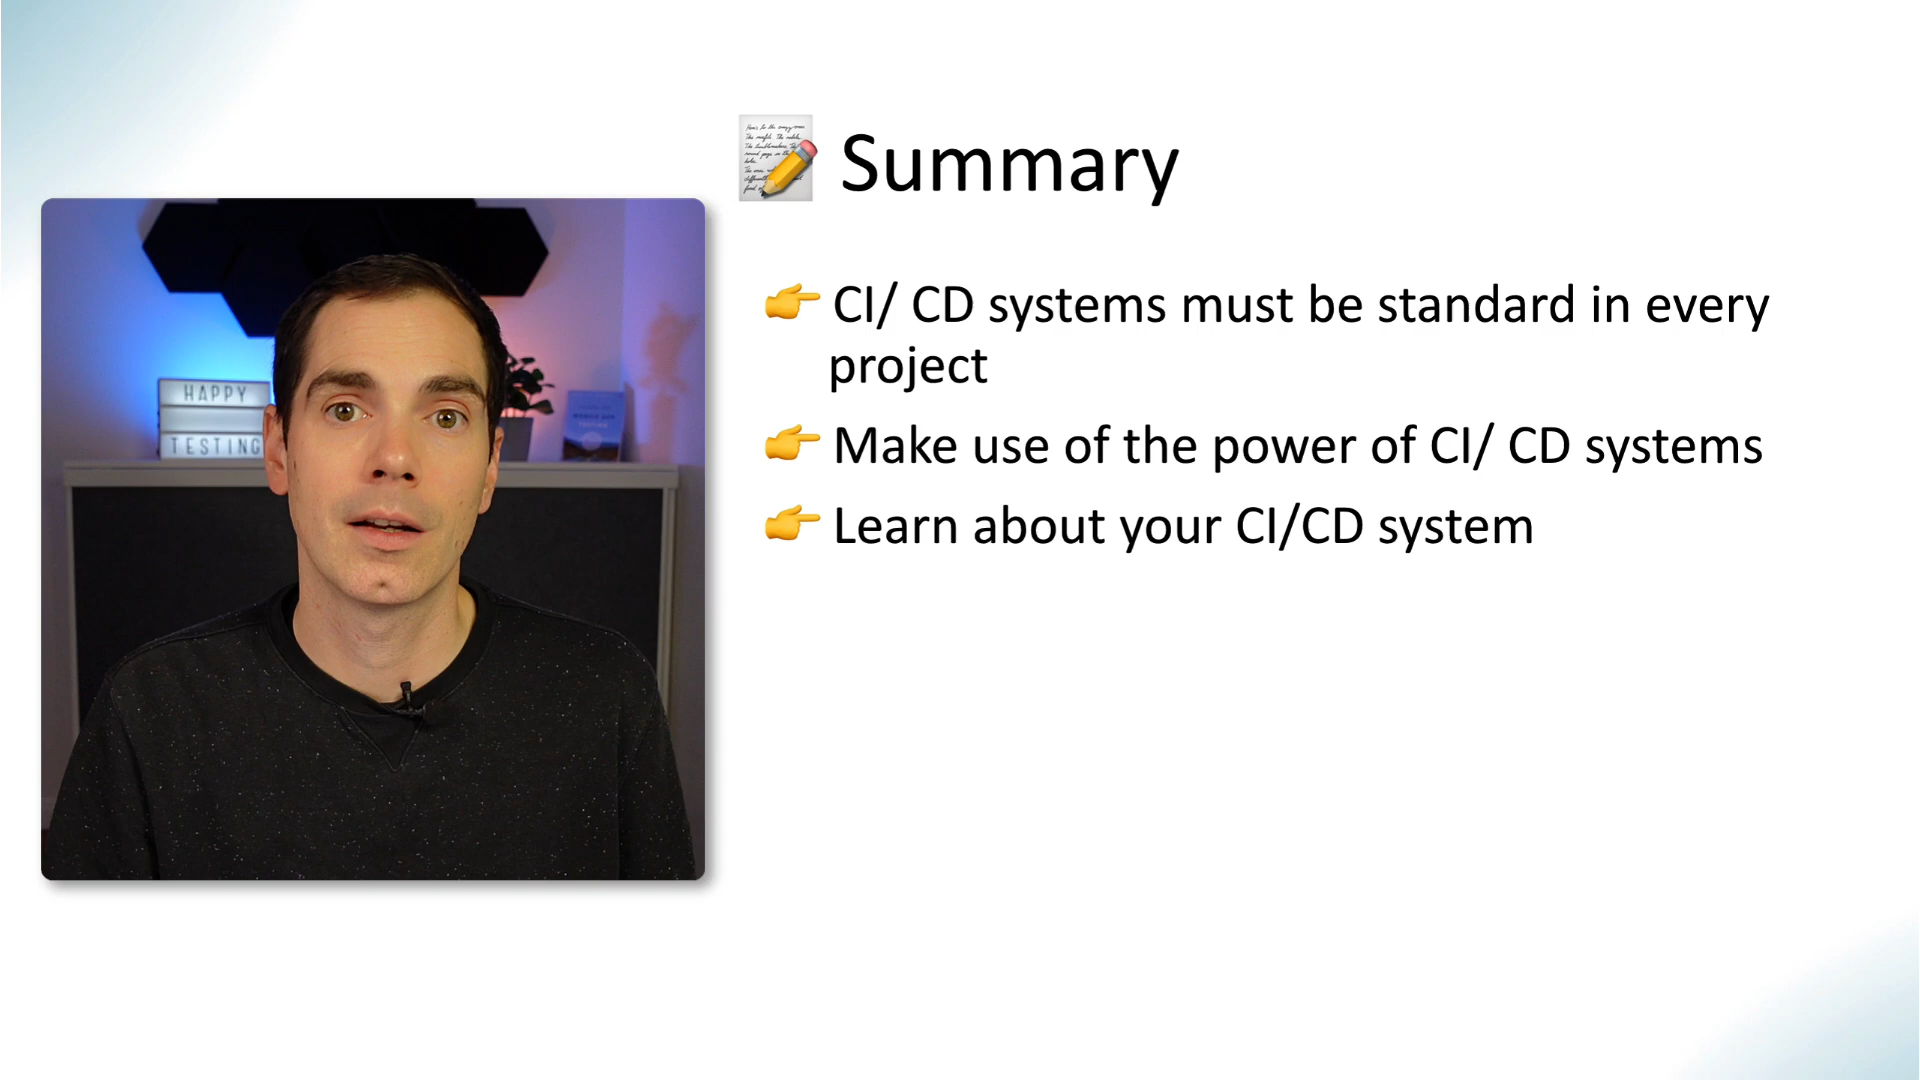 Summary
CI/ CD systems must be standard in every
project
Make use of the power of CI/ CD systems
Learn about your CI/CD system
HAPPY
TESTING